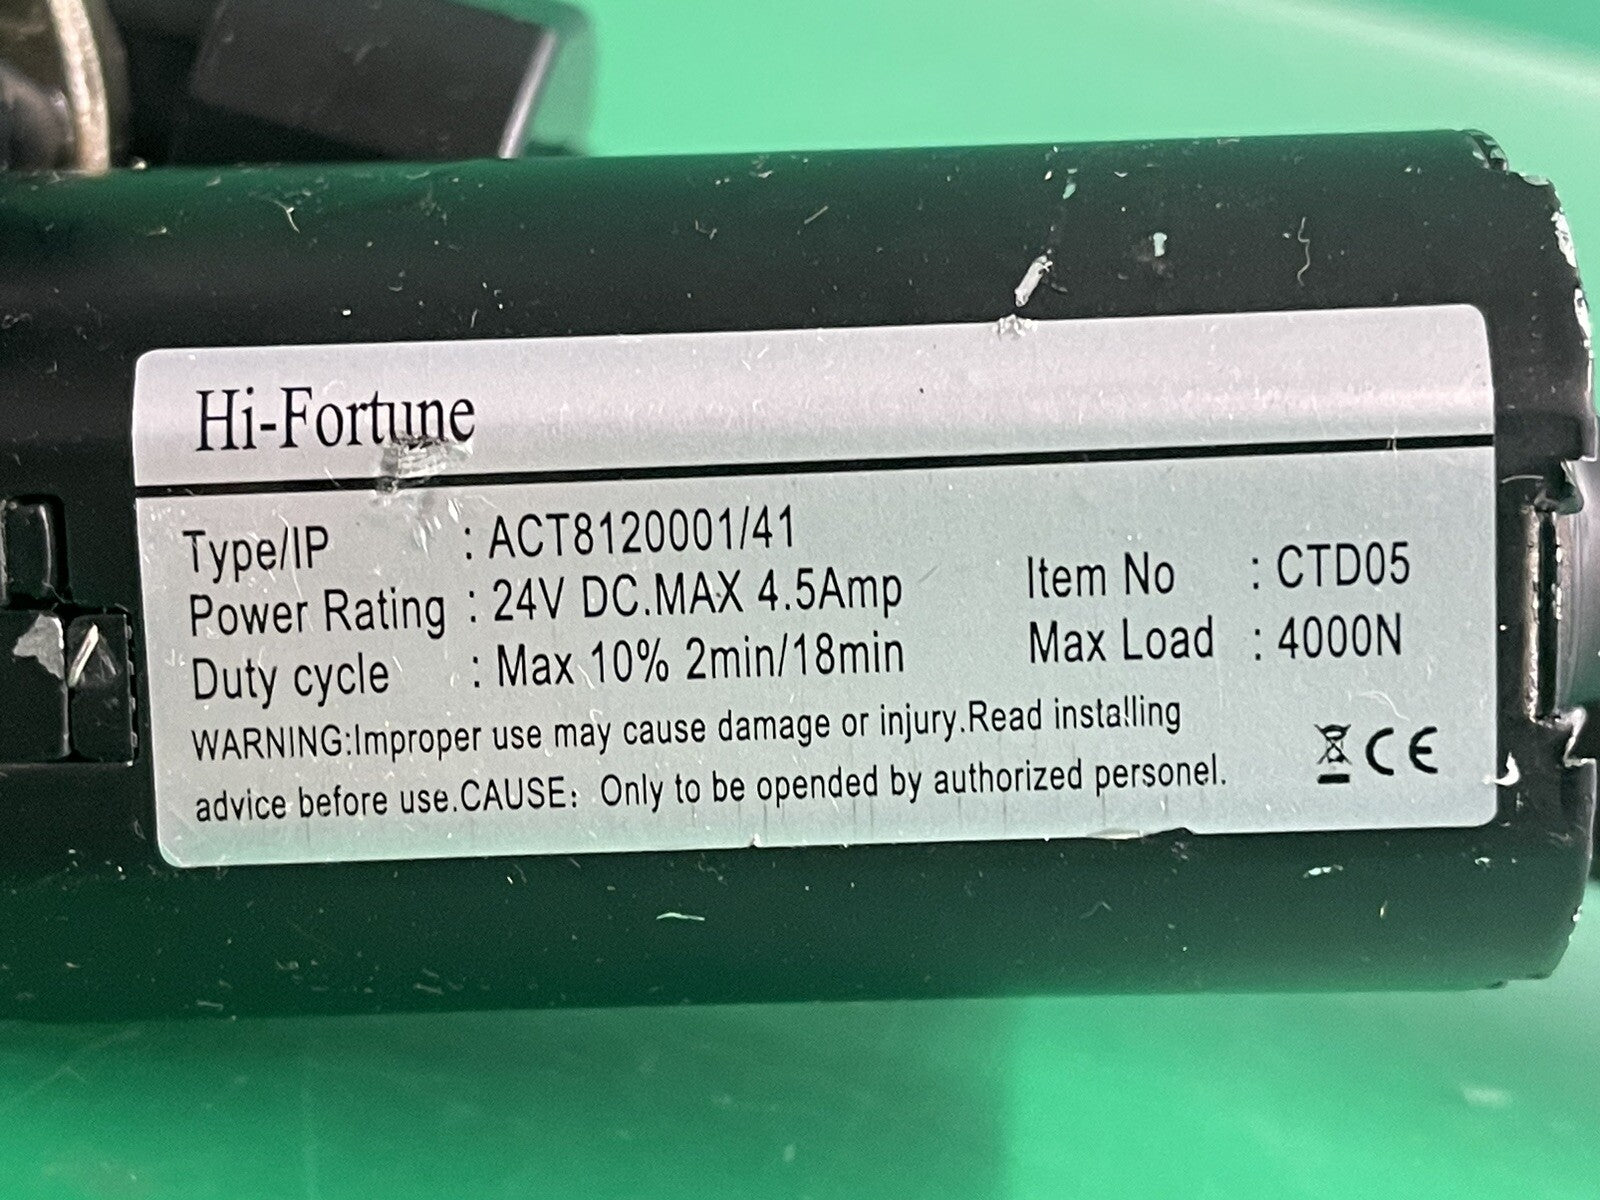 Hi-Fortune
Type/IP : ACT8120001/41
Power Rating : 24V DC.MAX 4.5Amp
Item No : CTD05
Duty cycle : Max 10% 2min/18min
Max Load : 4000N
WARNING:Improper use may cause damage or injury.Read installing
advice before use.CAUSE: Only to be opended by authorized personel.
CE